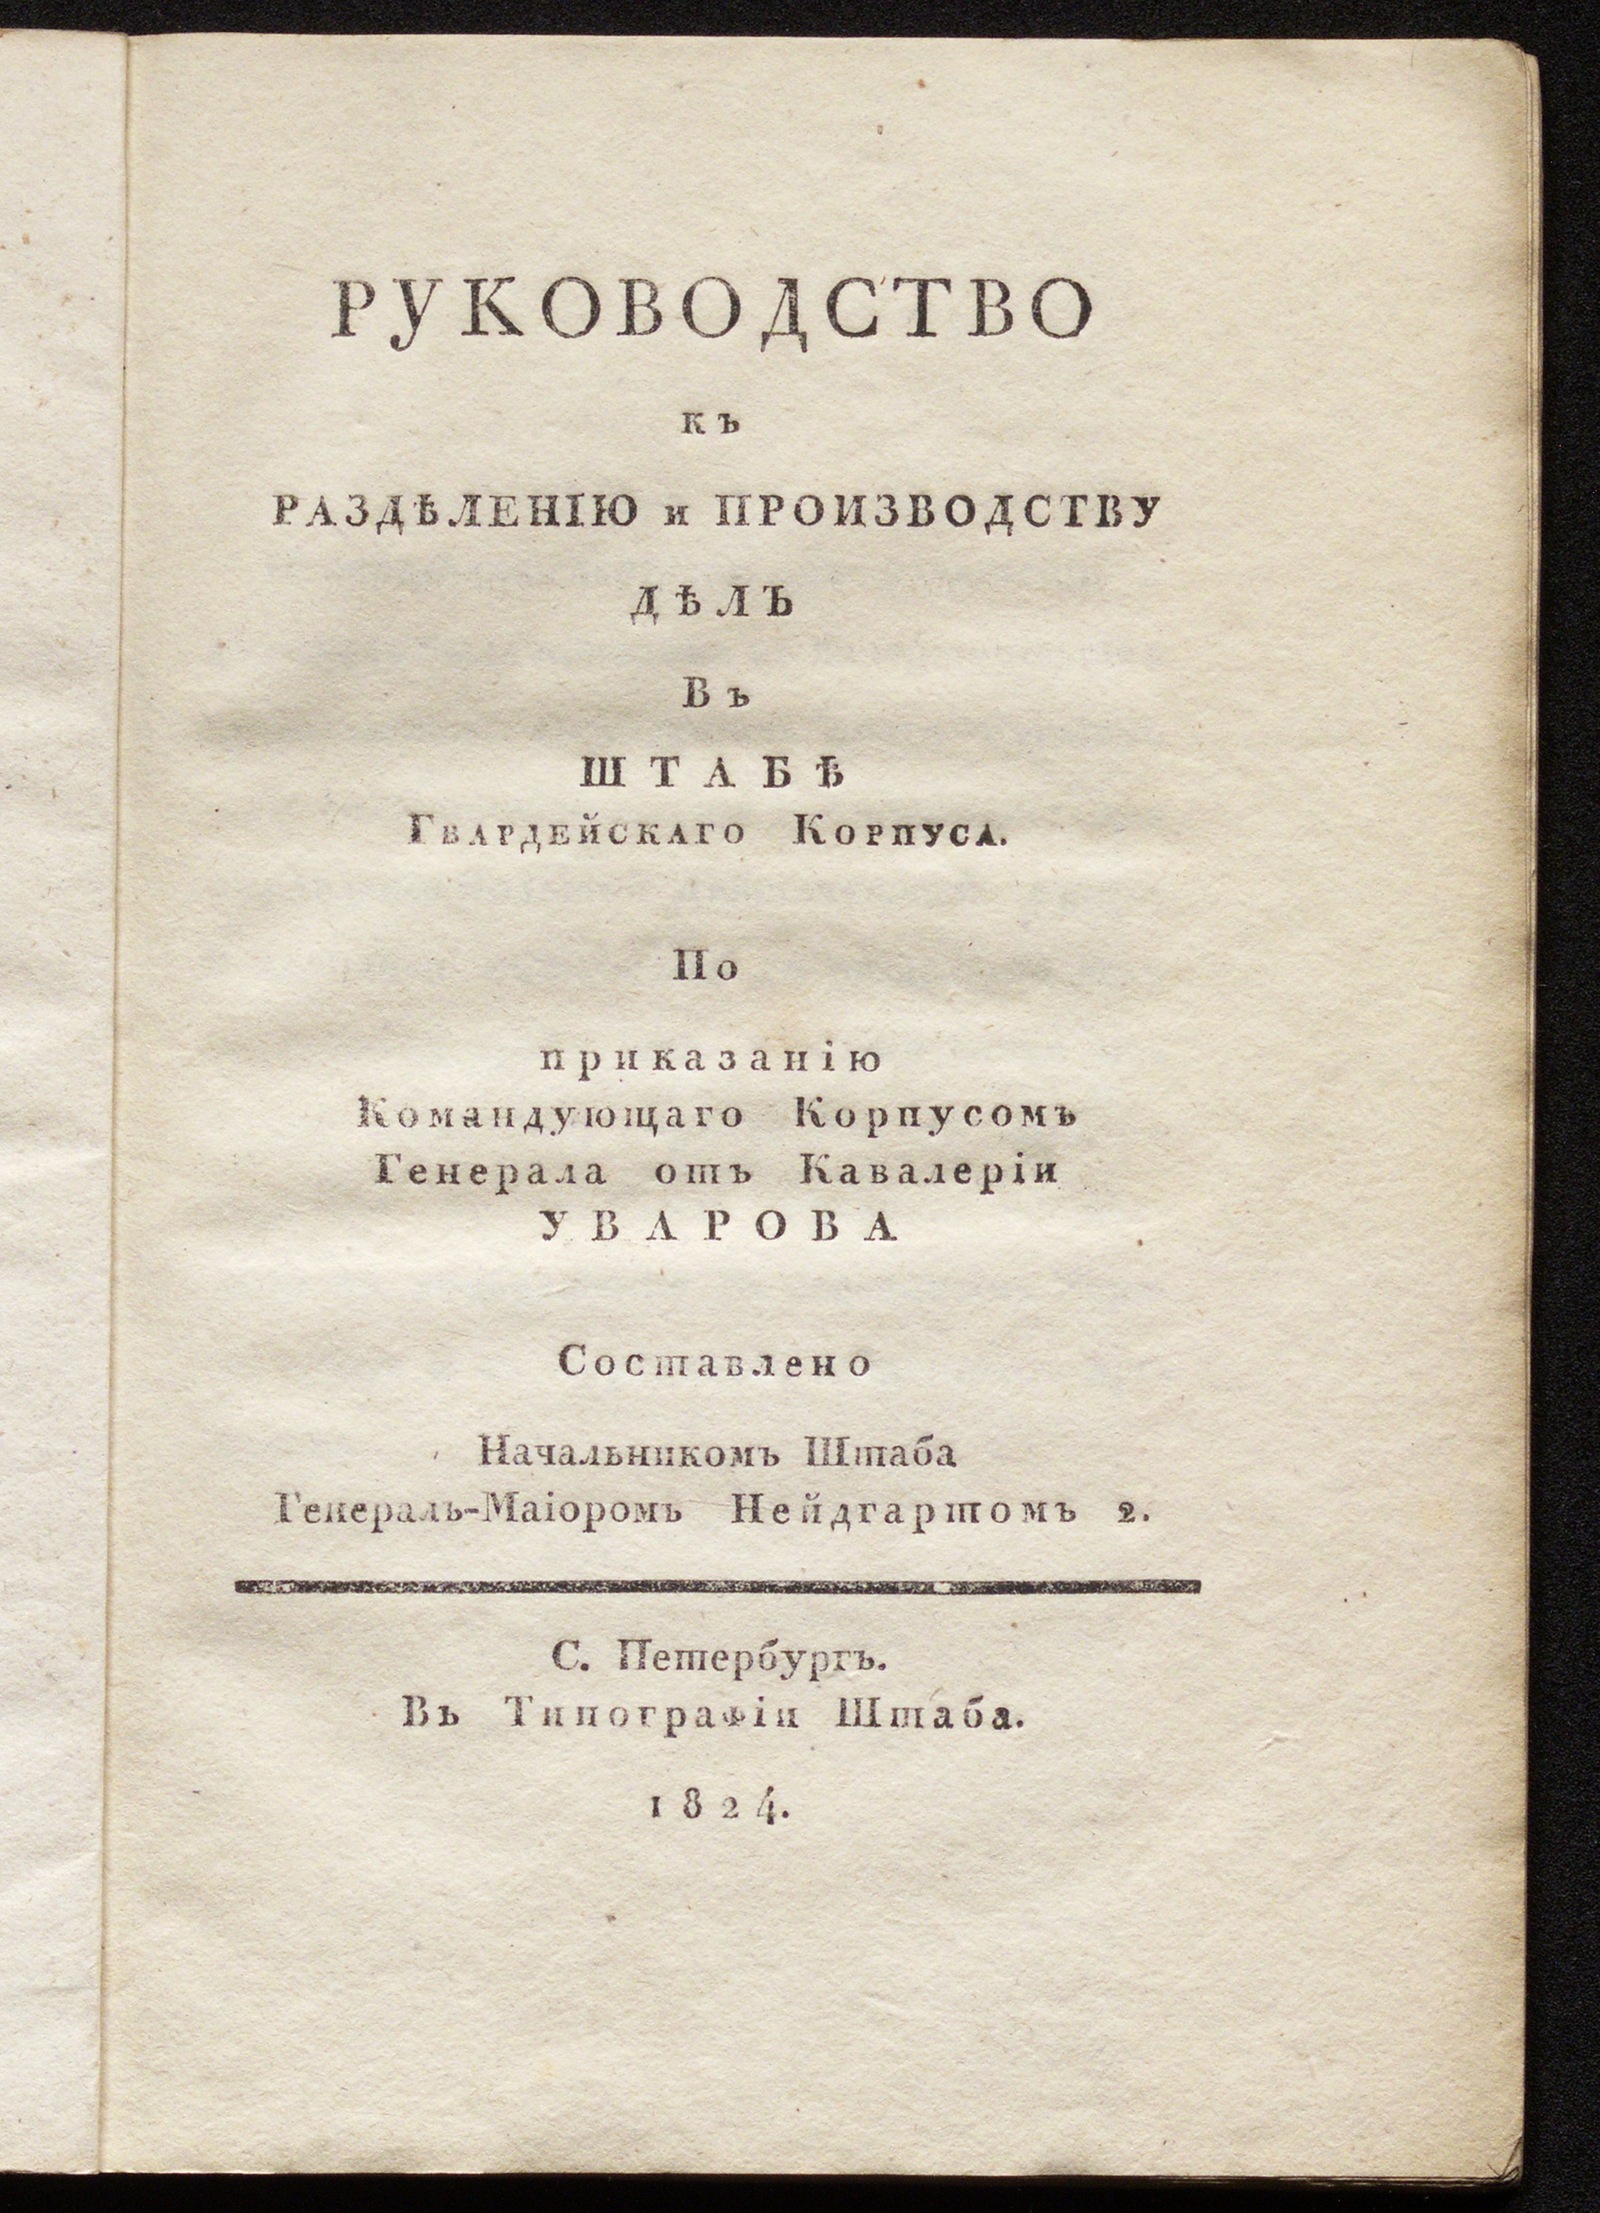 РУКОВОДСТВО
къ
РАЗДѢЛЕНІЮ и ПРОИЗВОДСТВУ
ДѢЛЪ
Въ
ШТАБѢ
Гвардейскаго Корпуса.
По
приказанію
Командующаго Корпусомъ
Генерала отъ Кавалеріи
УВАРОВА
Составлено
Начальникомъ Штаба
Генералъ-Маіоромъ Нейдгартомъ 2.
С. Петербургъ.
Въ Типографіи Штаба.
1824.